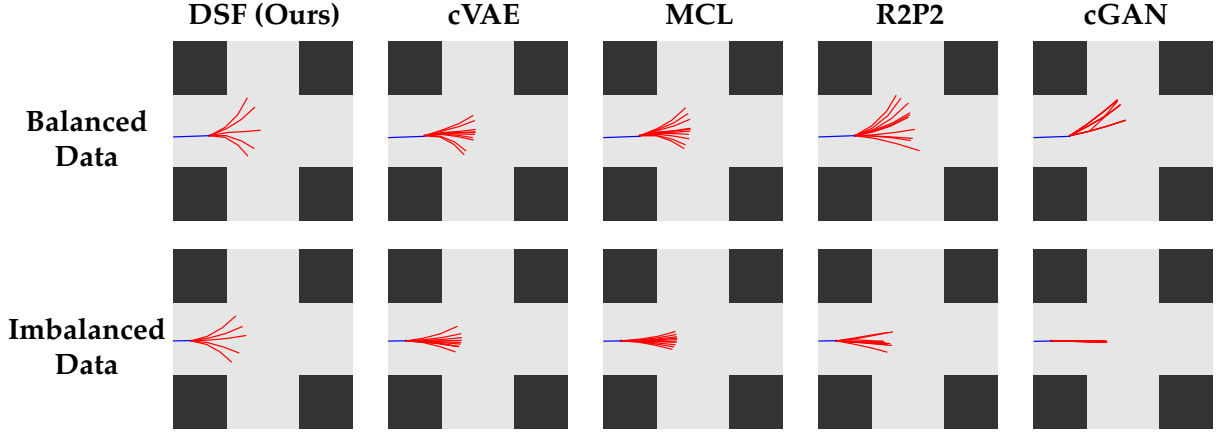 DSF (Ours) cVAE MCL R2P2 cGAN
Balanced
Data
Imbalanced
Data